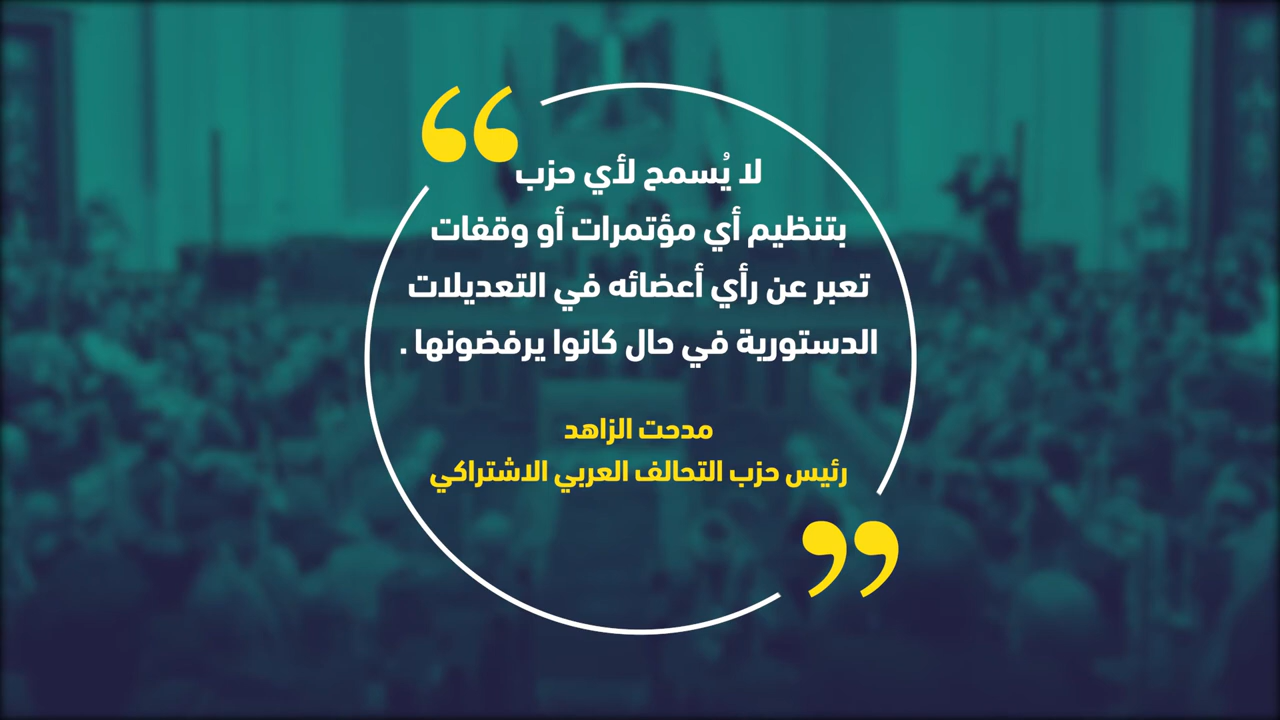 لا يُسمح لأي حزب
بتنظيم أي مؤتمرات أو وقفات
تعبر عن رأي أعضائه في التعديلات
الدستورية في حال كانوا يرفضونها .
مدحت الزاهد
رئيس حزب التحالف العربي الاشتراكي